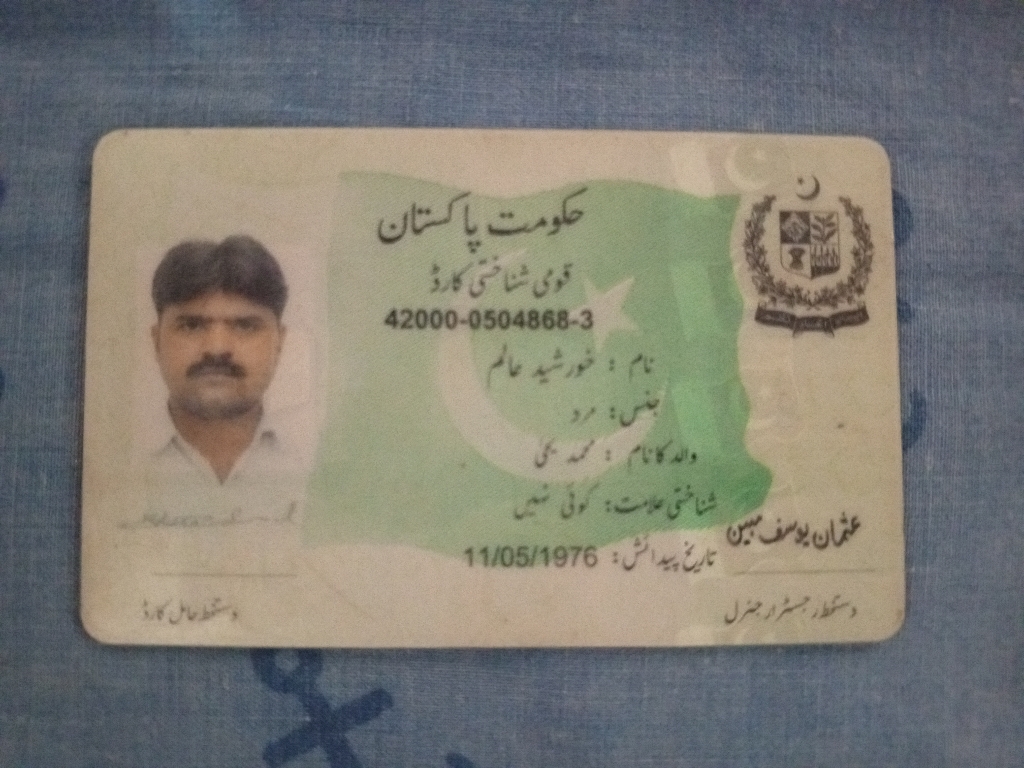 حکومت پاکستان
قومی شناختی کارڈ
42000-0504868-3
نام : خورشید عالم
جنس: مرد
والد کا نام : محمد یحیٰ
شناختی علامت: کوئی نہیں
تاریخ پیدائش: 11/05/1976
عثمان یوسف مبین
دستخط حامل کارڈ
دستخط رجسٹرار جنرل